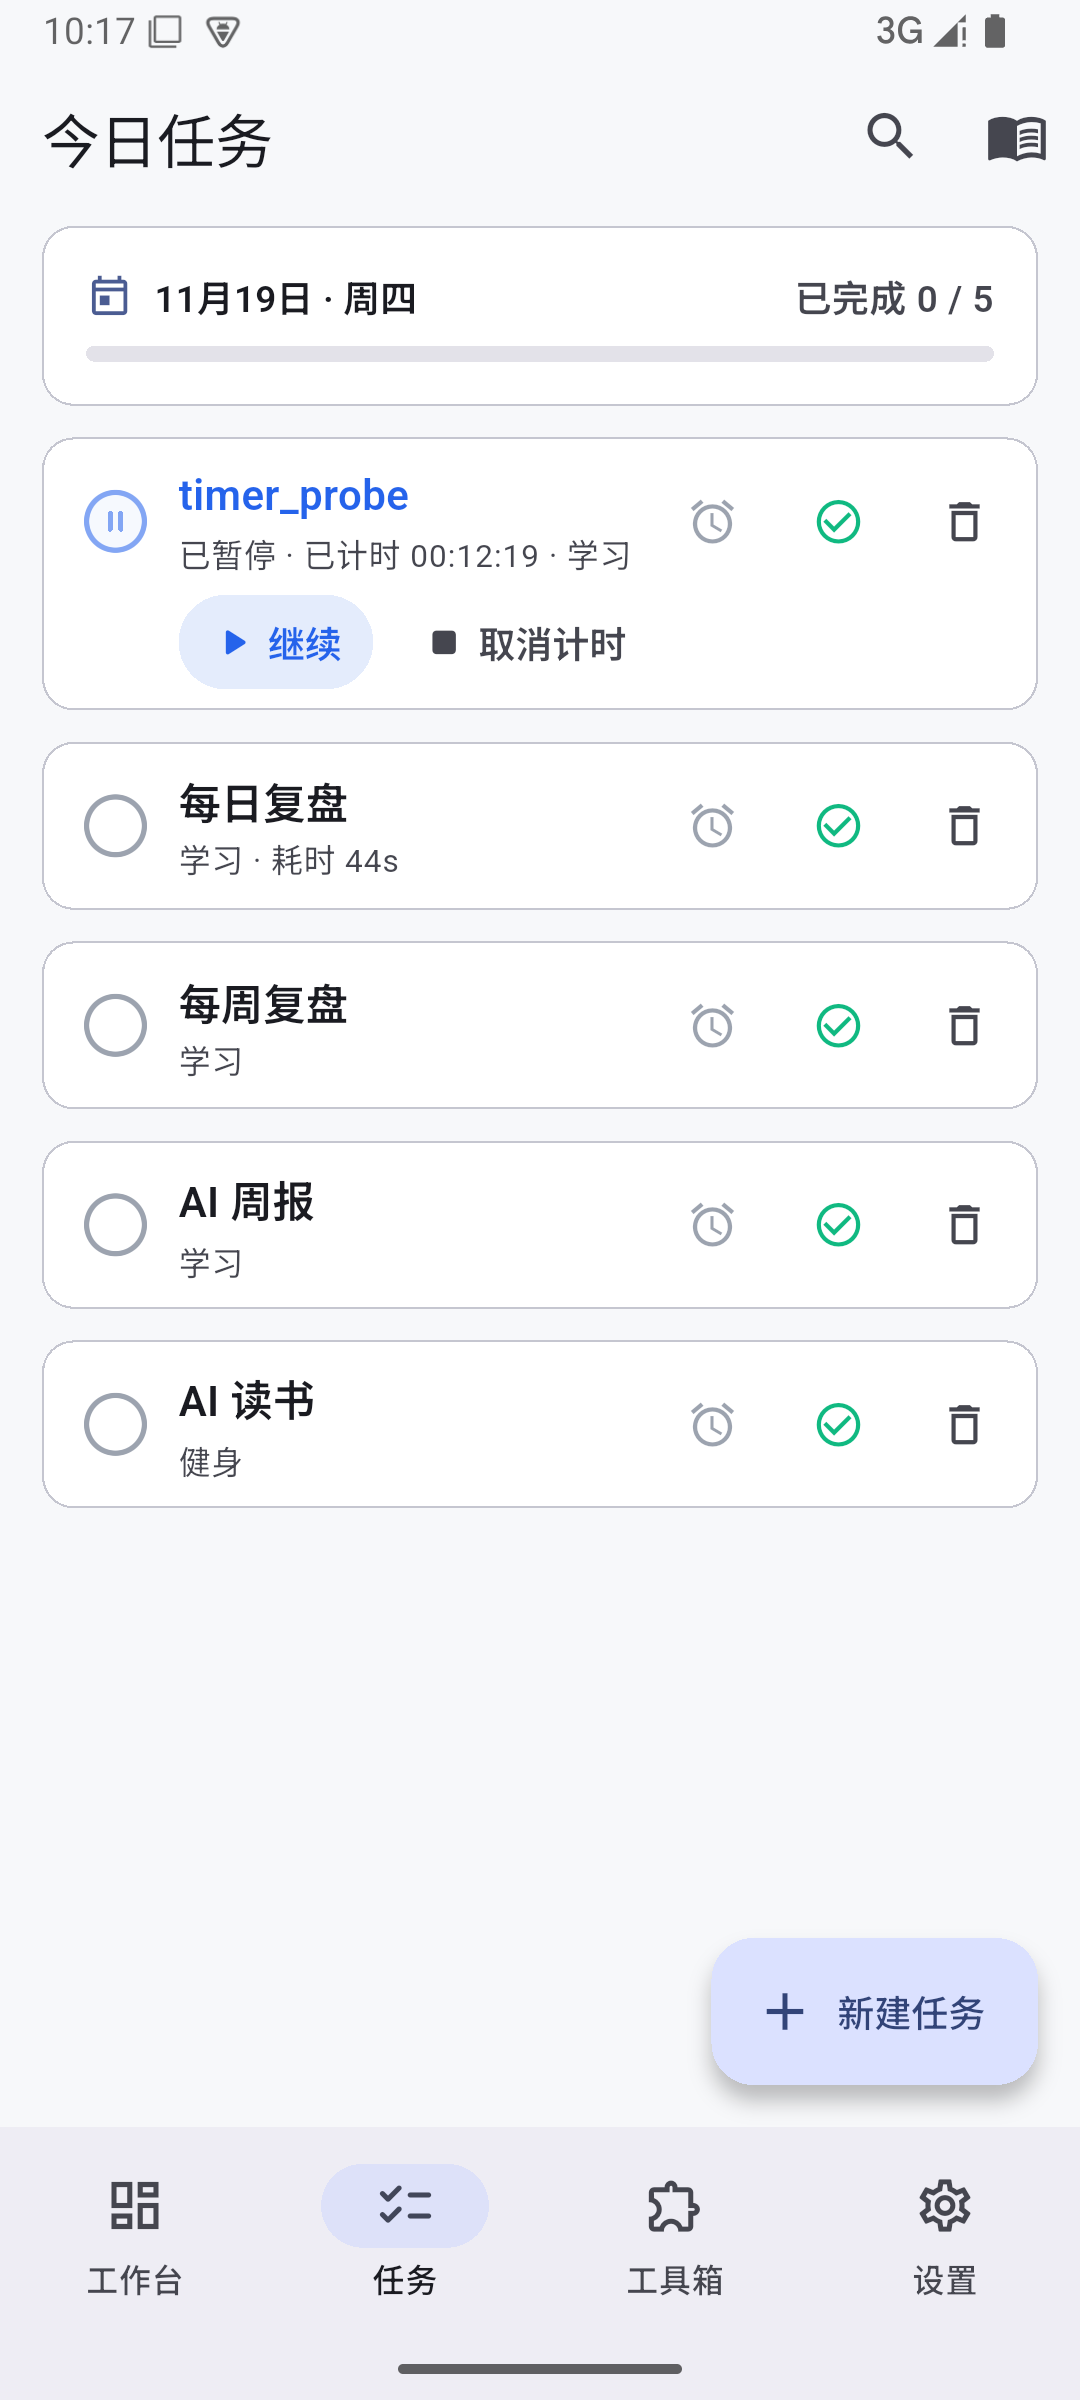 10:17
3G
今日任务
11月19日 · 周四
已完成 0 / 5
timer_probe
已暂停 · 已计时 00:12:19 · 学习
继续
取消计时
每日复盘
学习 · 耗时 44s
每周复盘
学习
AI 周报
学习
AI 读书
健身
新建任务
工作台
任务
工具箱
设置